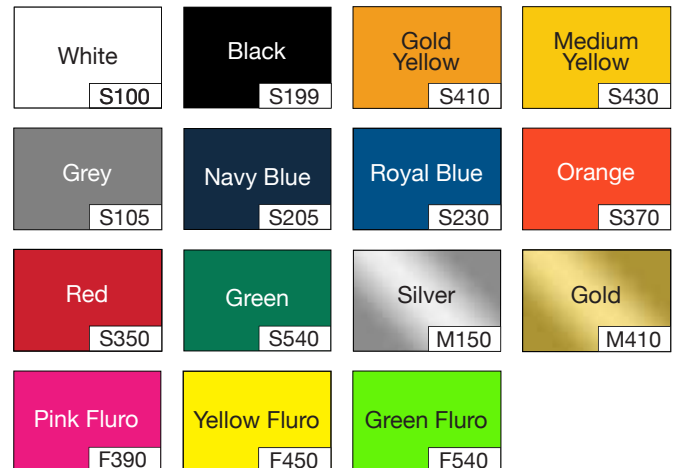 White
S100
Black
S199
Gold
Yellow
S410
Medium
Yellow
S430
Grey
S105
Navy Blue
S205
Royal Blue
S230
Orange
S370
Red
S350
Green
S540
Silver
M150
Gold
M410
Pink Fluro
F390
Yellow Fluro
F450
Green Fluro
F540